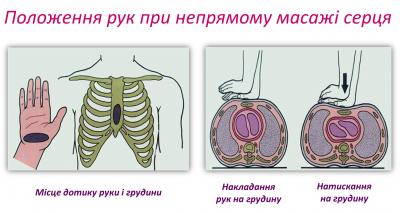 Положення рук при непрямому масажі серця
Місце дотику руки і грудини
Накладання
рук на грудину
Натискання
на грудину